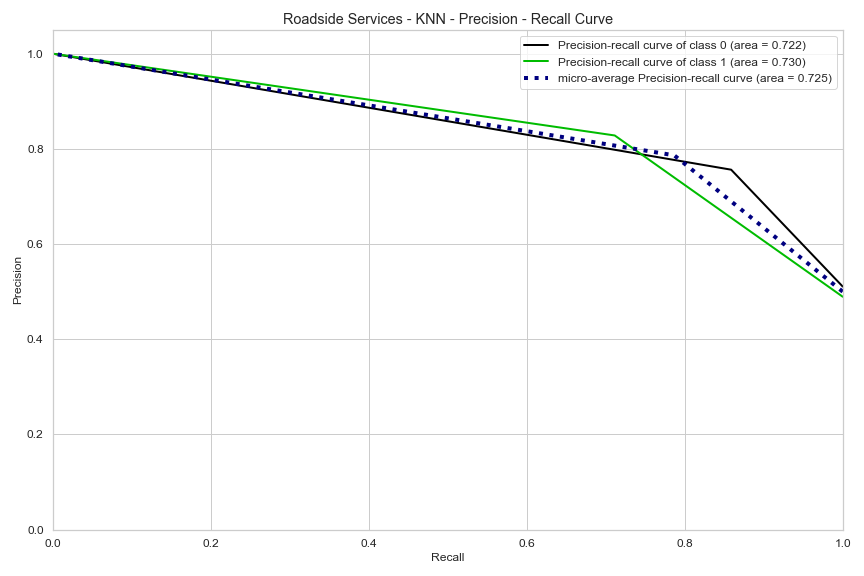 Roadside Services - KNN - Precision - Recall Curve
Precision-recall curve of class 0 (area = 0.722)
Precision-recall curve of class 1 (area = 0.730)
micro-average Precision-recall curve (area = 0.725)
1.0
0.8
0.6
0.4
0.2
0.0
Precision
0.0 0.2 0.4 0.6 0.8 1.0
Recall